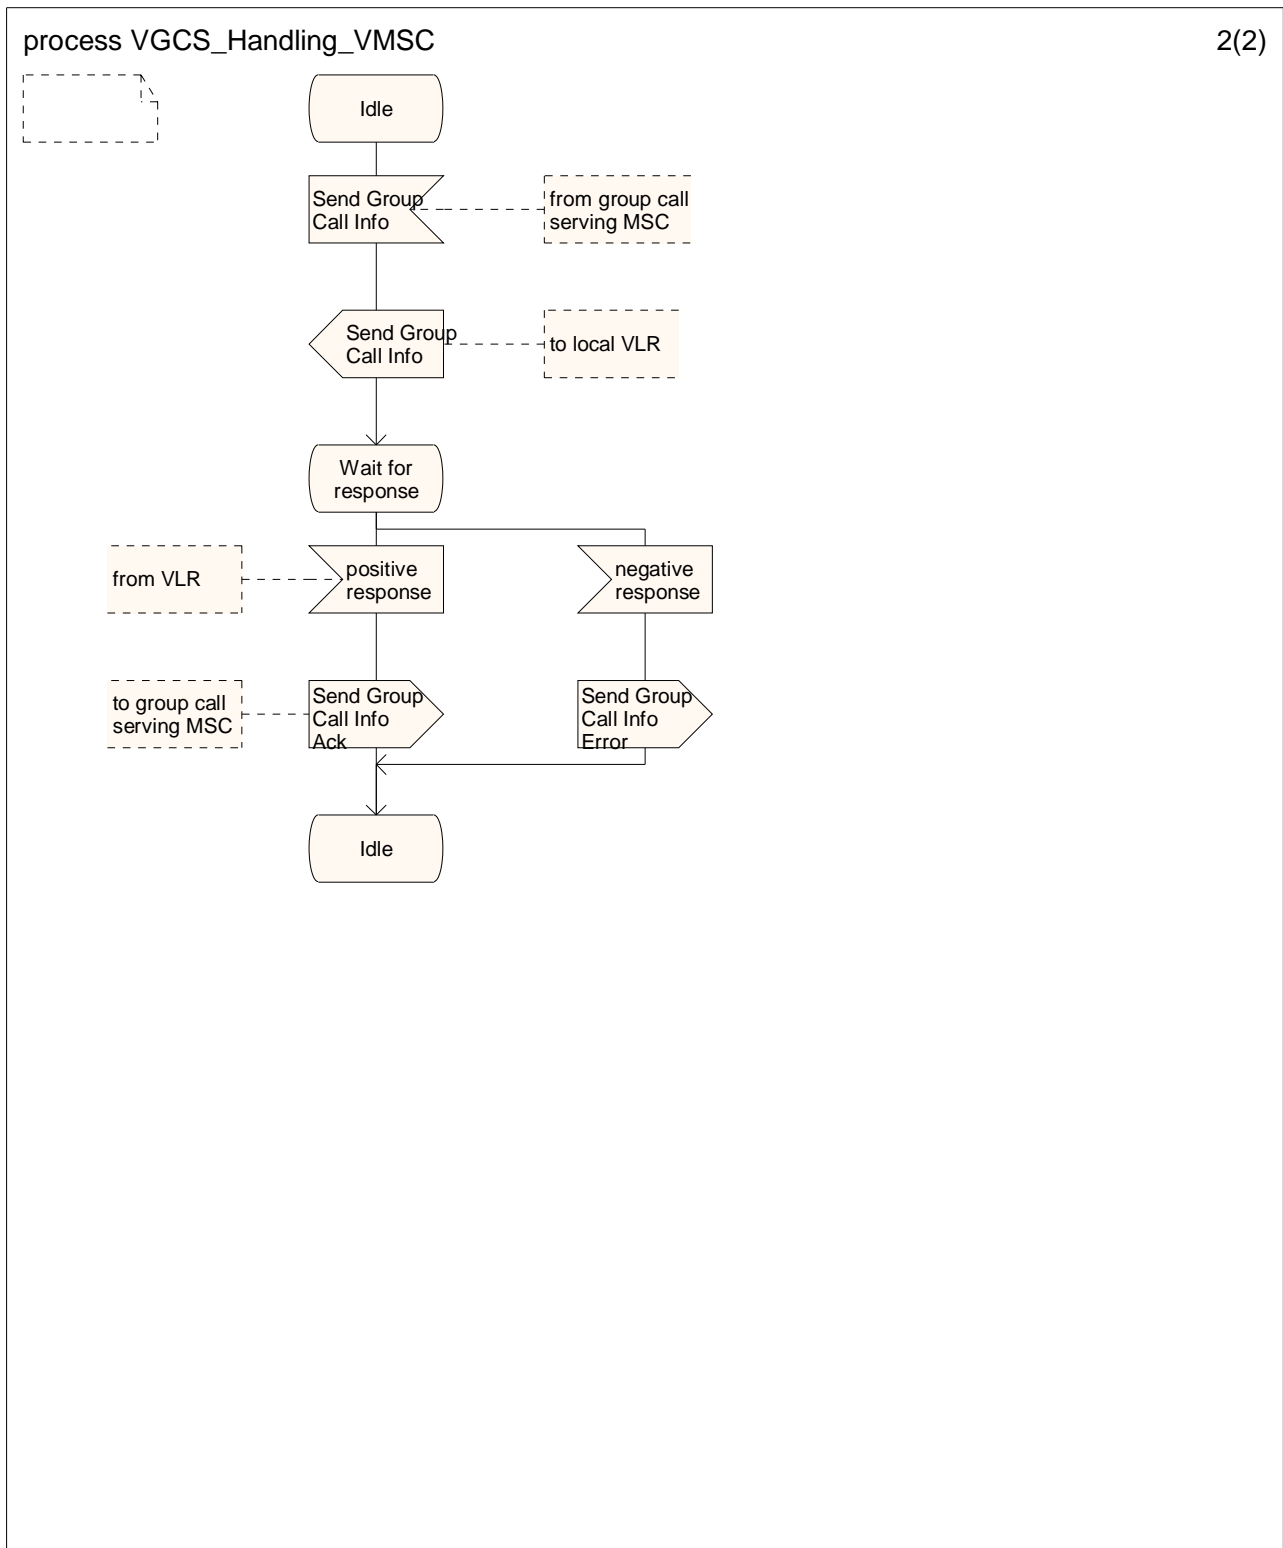 process VGCS_Handling_VMSC
2(2)
Idle
Send Group
Call Info
from group call
serving MSC
Send Group
Call Info
to local VLR
Wait for
response
from VLR
positive
response
negative
response
to group call
serving MSC
Send Group
Call Info
Ack
Send Group
Call Info
Error
Idle